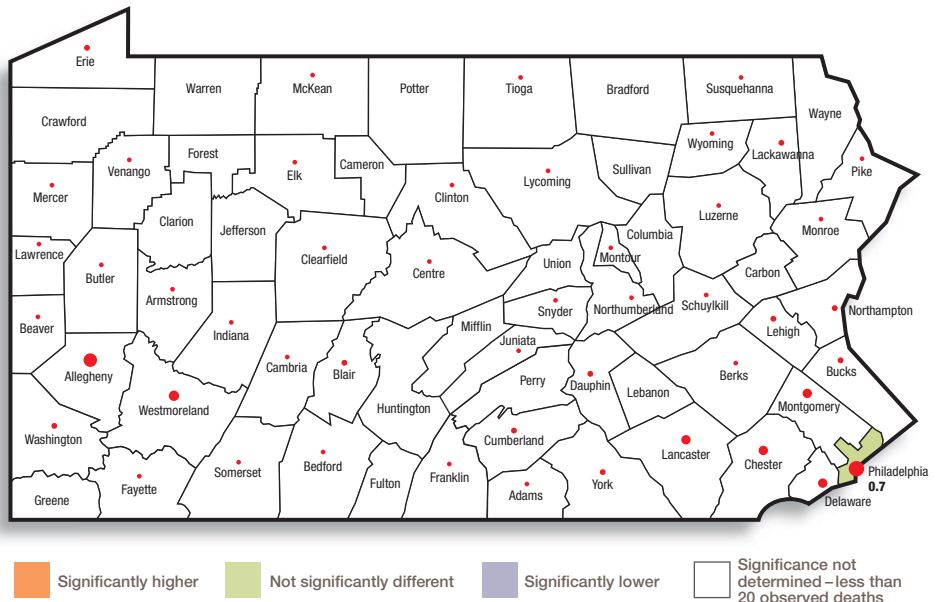 Erie
Warren
McKean
Potter
Tioga
Bradford
Susquehanna
Wayne
Crawford
Forest
Venango
Elk
Cameron
Wyoming
Lackawanna
Pike
Mercer
Clinton
Lycoming
Sullivan
Clarion
Jefferson
Luzerne
Monroe
Lawrence
Butler
Clearfield
Centre
Union
Columbia
Montour
Carbon
Armstrong
Beaver
Indiana
Mifflin
Snyder
Northumberland
Schuylkill
Northampton
Lehigh
Juniata
Allegheny
Cambria
Blair
Perry
Dauphin
Lebanon
Berks
Bucks
Westmoreland
Huntington
Montgomery
Washington
Cumberland
Lancaster
Chester
Somerset
Bedford
Fulton
Franklin
York
Philadelphia
0.7
Greene
Fayette
Adams
Delaware
Significantly higher
Not significantly different
Significantly lower
Significance not
determined – less than
20 observed deaths